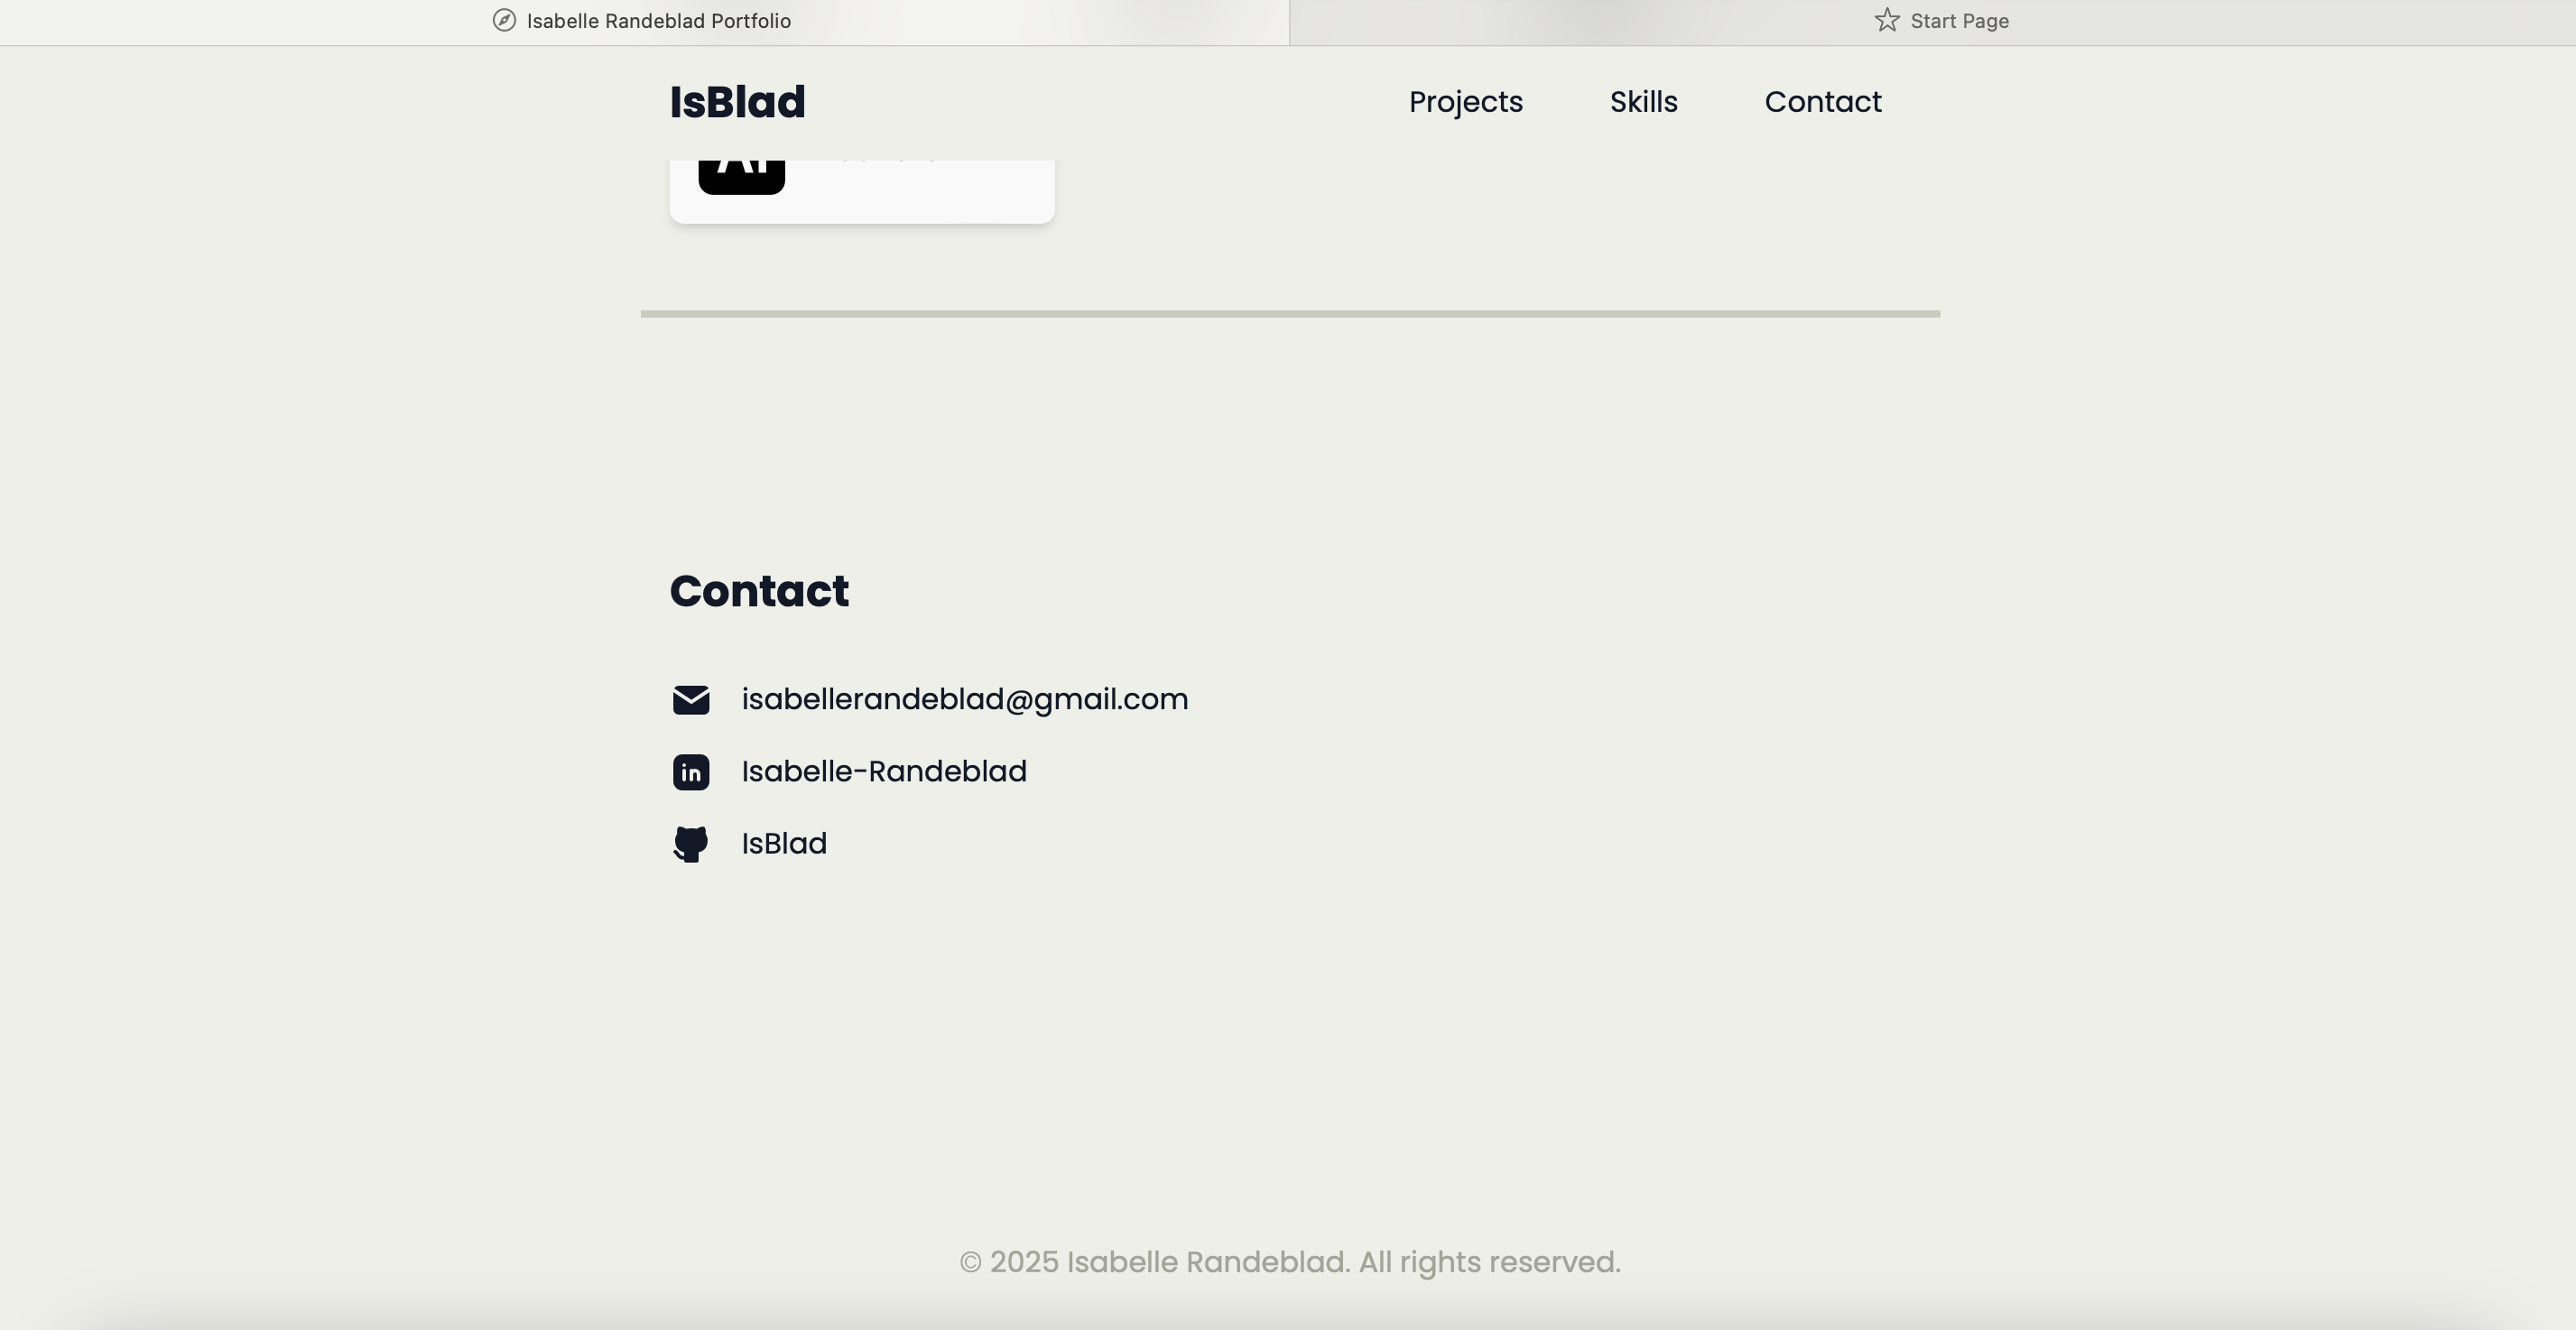 Isabelle Randeblad Portfolio
Start Page
IsBlad
Projects Skills Contact
Contact
isabellerandeblad@gmail.com
Isabelle-Randeblad
IsBlad
© 2025 Isabelle Randeblad. All rights reserved.